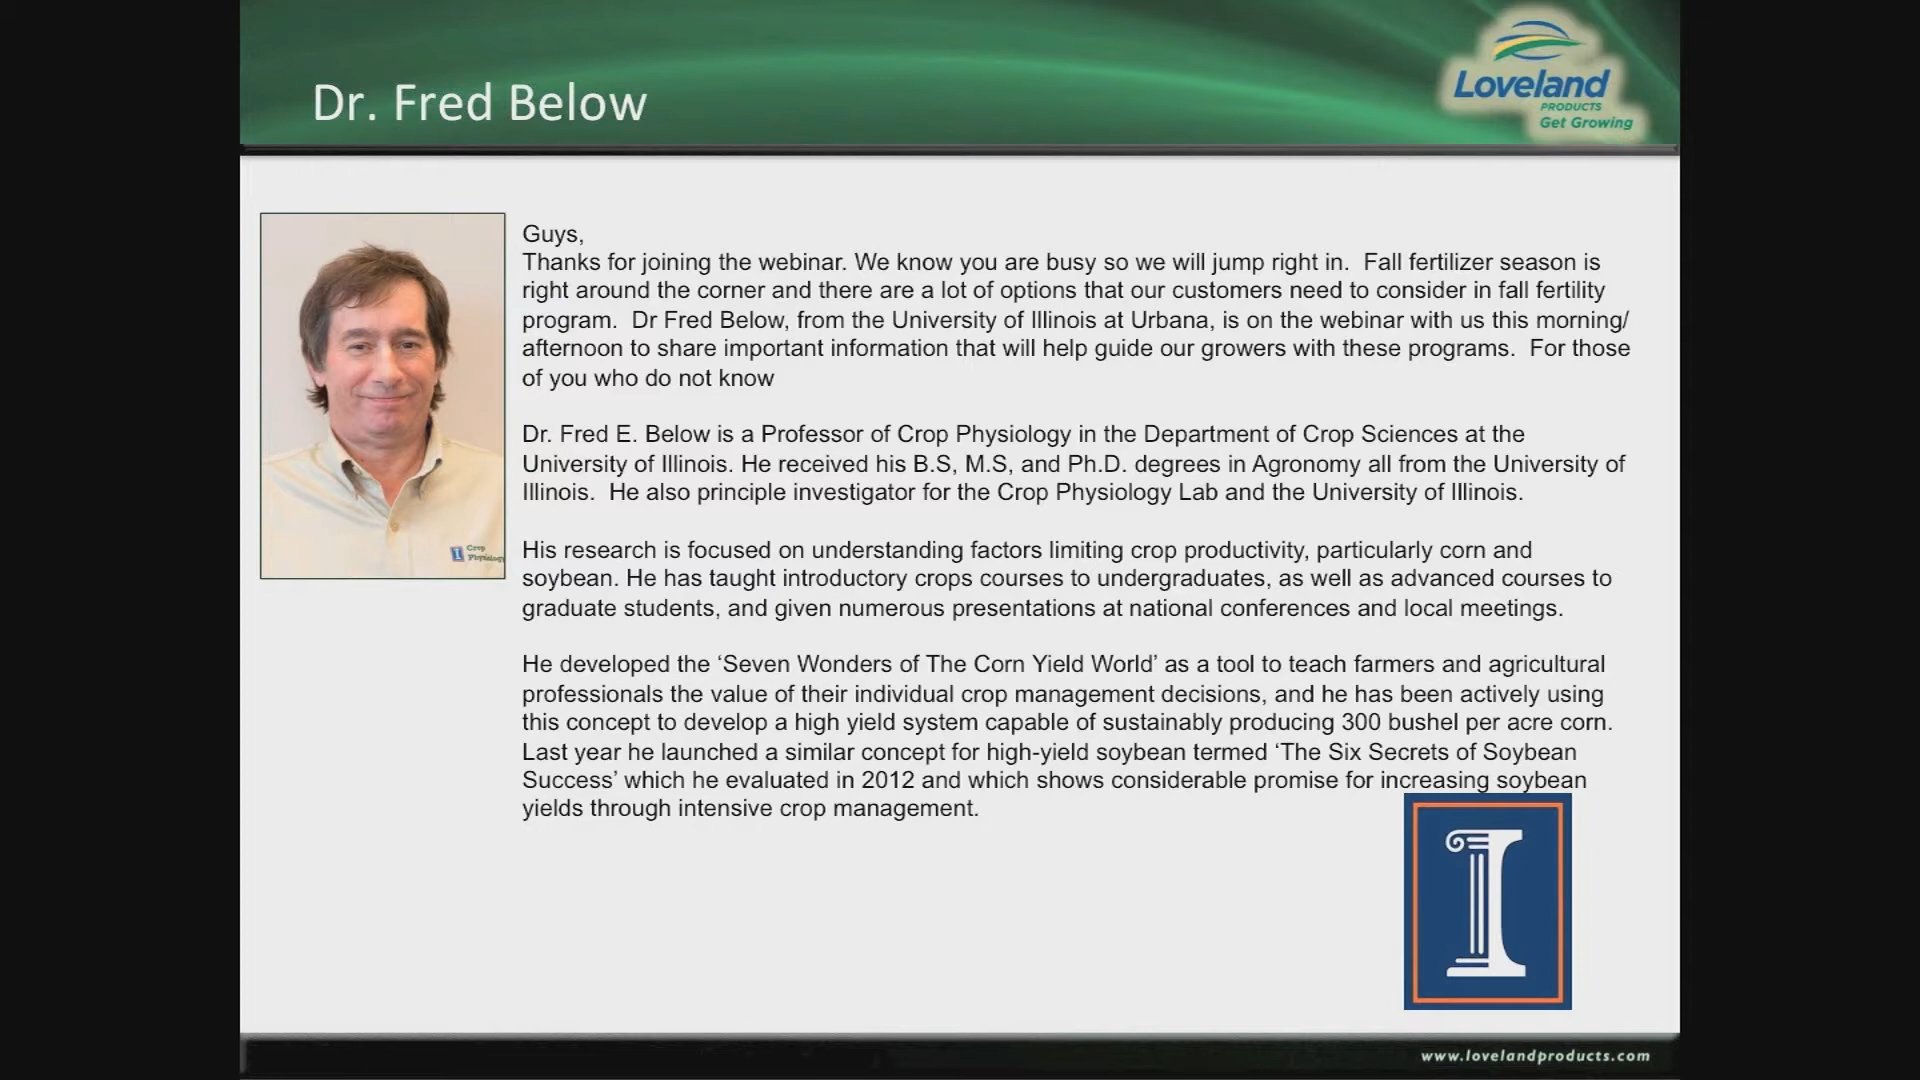 Dr. Fred Below
Loveland
PRODUCTS
Get Growing
Guys,
Thanks for joining the webinar. We know you are busy so we will jump right in.  Fall fertilizer season is
right around the corner and there are a lot of options that our customers need to consider in fall fertility
program.  Dr Fred Below, from the University of Illinois at Urbana, is on the webinar with us this morning/
afternoon to share important information that will help guide our growers with these programs.  For those
of you who do not know
Dr. Fred E. Below is a Professor of Crop Physiology in the Department of Crop Sciences at the
University of Illinois. He received his B.S, M.S, and Ph.D. degrees in Agronomy all from the University of
Illinois.  He also principle investigator for the Crop Physiology Lab and the University of Illinois.
His research is focused on understanding factors limiting crop productivity, particularly corn and
soybean. He has taught introductory crops courses to undergraduates, as well as advanced courses to
graduate students, and given numerous presentations at national conferences and local meetings.
He developed the ‘Seven Wonders of The Corn Yield World’ as a tool to teach farmers and agricultural
professionals the value of their individual crop management decisions, and he has been actively using
this concept to develop a high yield system capable of sustainably producing 300 bushel per acre corn.
Last year he launched a similar concept for high-yield soybean termed ‘The Six Secrets of Soybean
Success’ which he evaluated in 2012 and which shows considerable promise for increasing soybean
yields through intensive crop management.
I Crop
Physiology
I
www.lovelandproducts.com